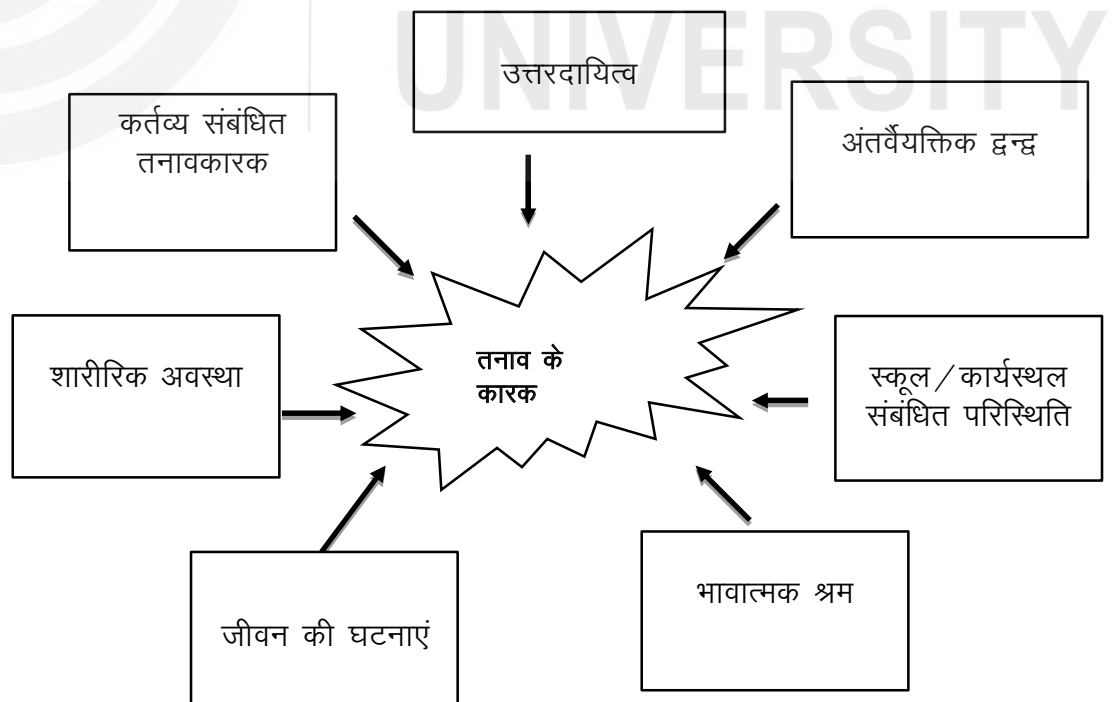 UNIVERSITY
उत्तरदायित्व
कर्तव्य संबंधित
तनावकारक
अंतर्वैयक्तिक द्वन्द्व
शारीरिक अवस्था
तनाव के
कारक
स्कूल/कार्यस्थल
संबंधित परिस्थिति
जीवन की घटनाएं
भावात्मक श्रम